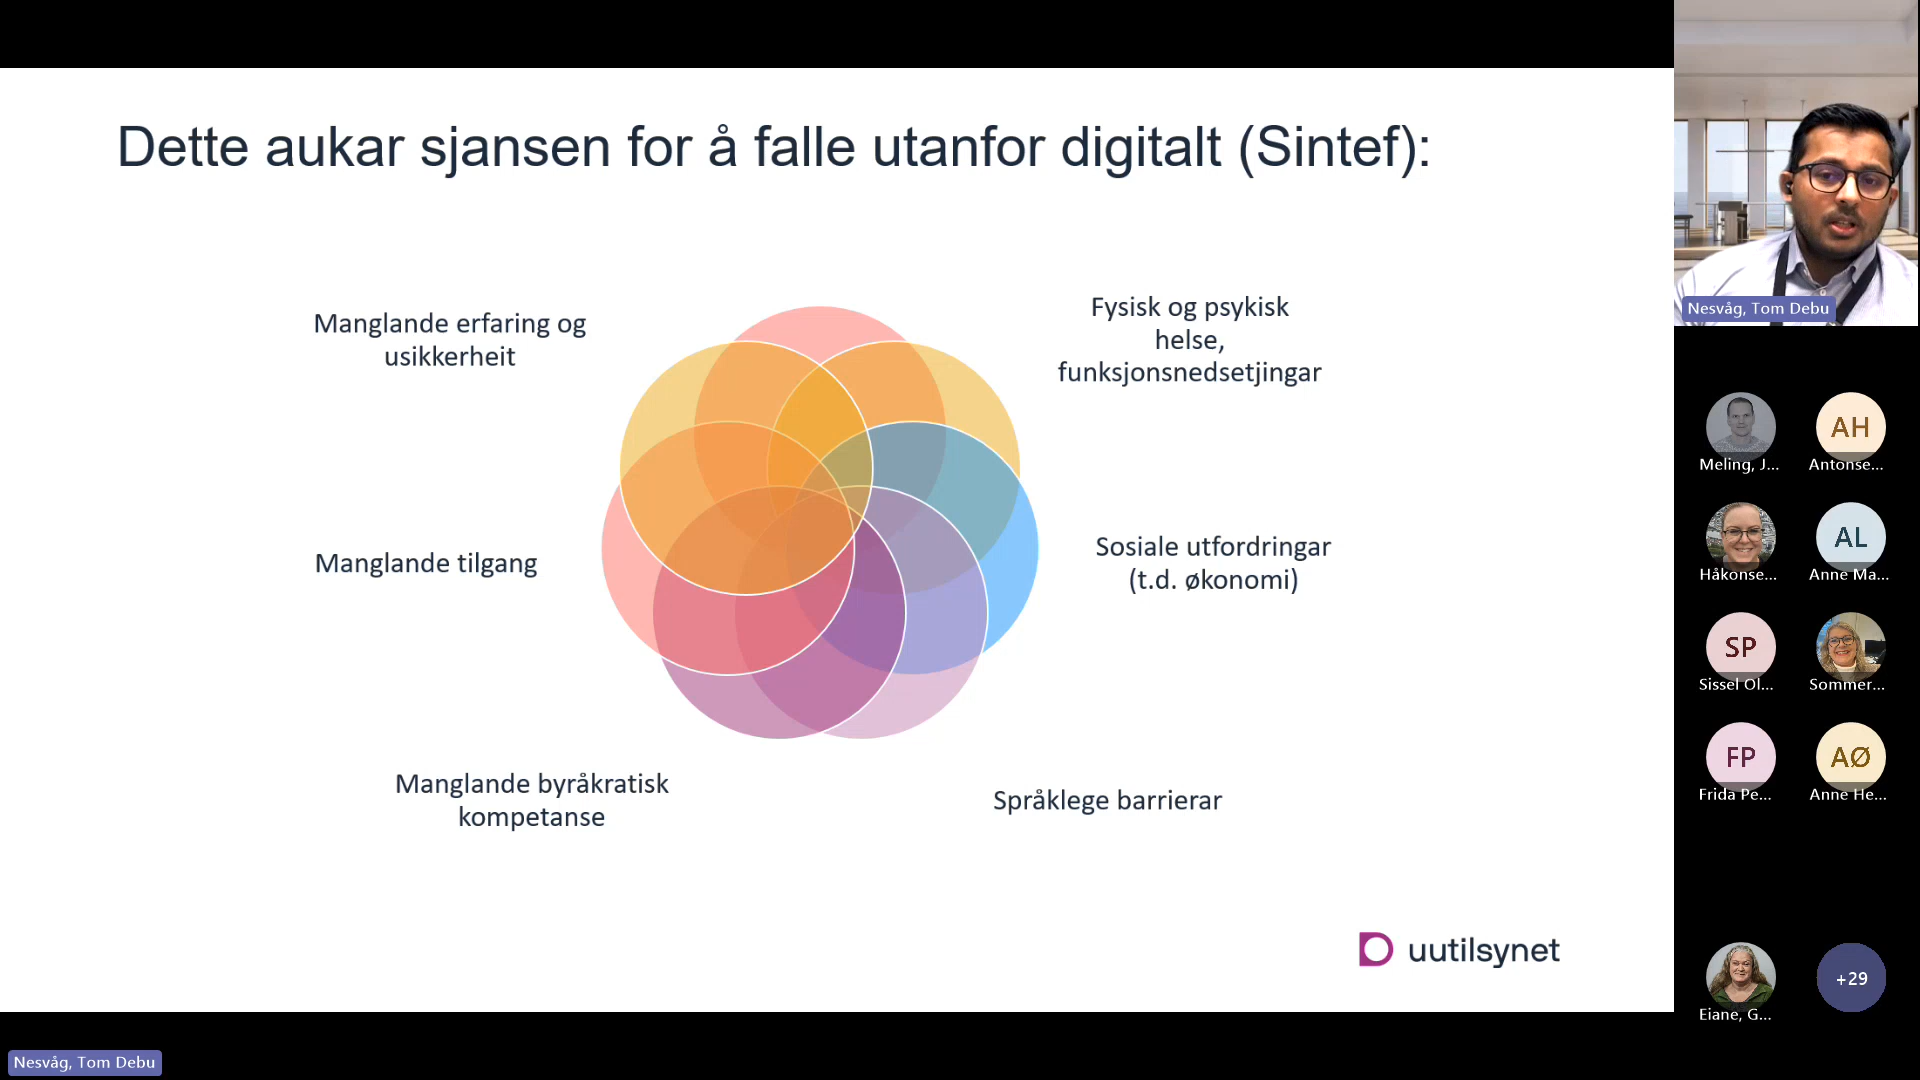 Dette aukar sjansen for å falle utanfor digitalt (Sintef):
Manglande erfaring og
usikkerheit
Fysisk og psykisk
helse,
funksjonsnedsetjingar
Manglande tilgang
Sosiale utfordringar
(t.d. økonomi)
Manglande byråkratisk
kompetanse
Språklege barrierar
uutilsynet
Nesvåg, Tom Debu
Meling, J...
AH
Antonse...
Håkonse...
AL
Anne Ma...
SP
Sissel Ol...
Sommer...
FP
Frida Pe...
AØ
Anne He...
Eiane, G...
+29
Nesvåg, Tom Debu